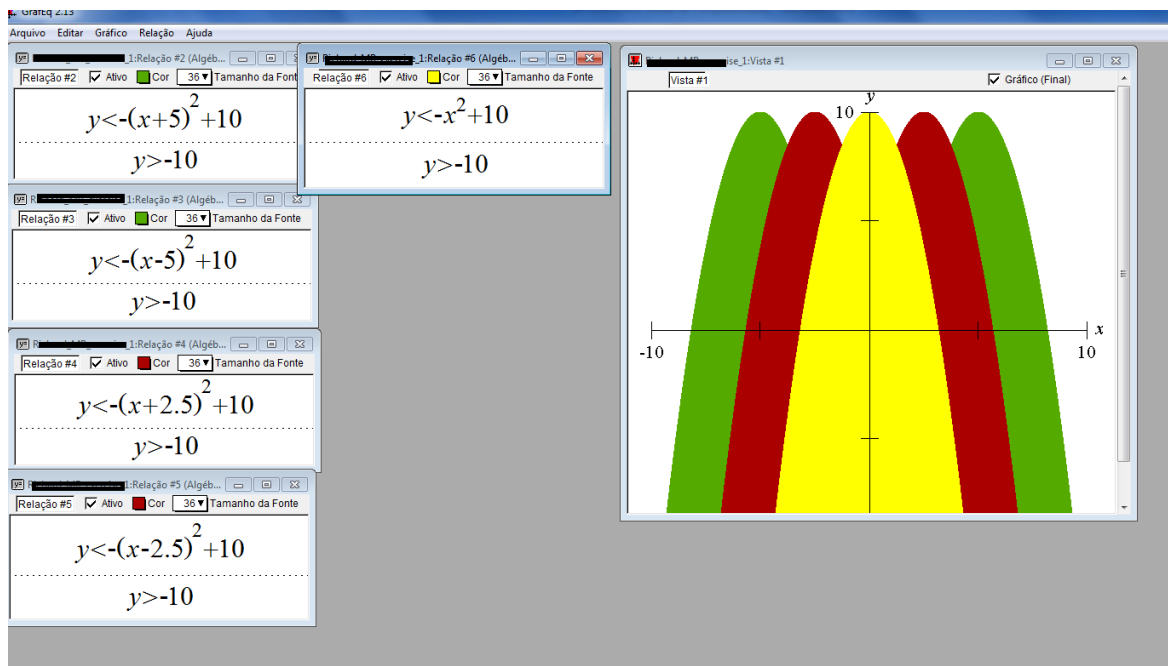 GrafEq 2.13
Arquivo Editar Gráfico Relação Ajuda
1:Relação #2 (Algéb...
Relação #2 Ativo Cor 36 Tamanho da Font
y<-(x+5)²+10
y>-10
1:Relação #3 (Algéb...
Relação #3 Ativo Cor 36 Tamanho da Fonte
y<-(x-5)²+10
y>-10
1:Relação #4 (Algéb...
Relação #4 Ativo Cor 36 Tamanho da Fonte
y<-(x+2.5)²+10
y>-10
1:Relação #5 (Algéb...
Relação #5 Ativo Cor 36 Tamanho da Fonte
y<-(x-2.5)²+10
y>-10
_1:Relação #6 (Algéb...
Relação #6 Ativo Cor 36 Tamanho da Fonte
y<-x²+10
y>-10
ise_1:Vista #1
Vista #1 Gráfico (Final)
y
10
x
-10 10